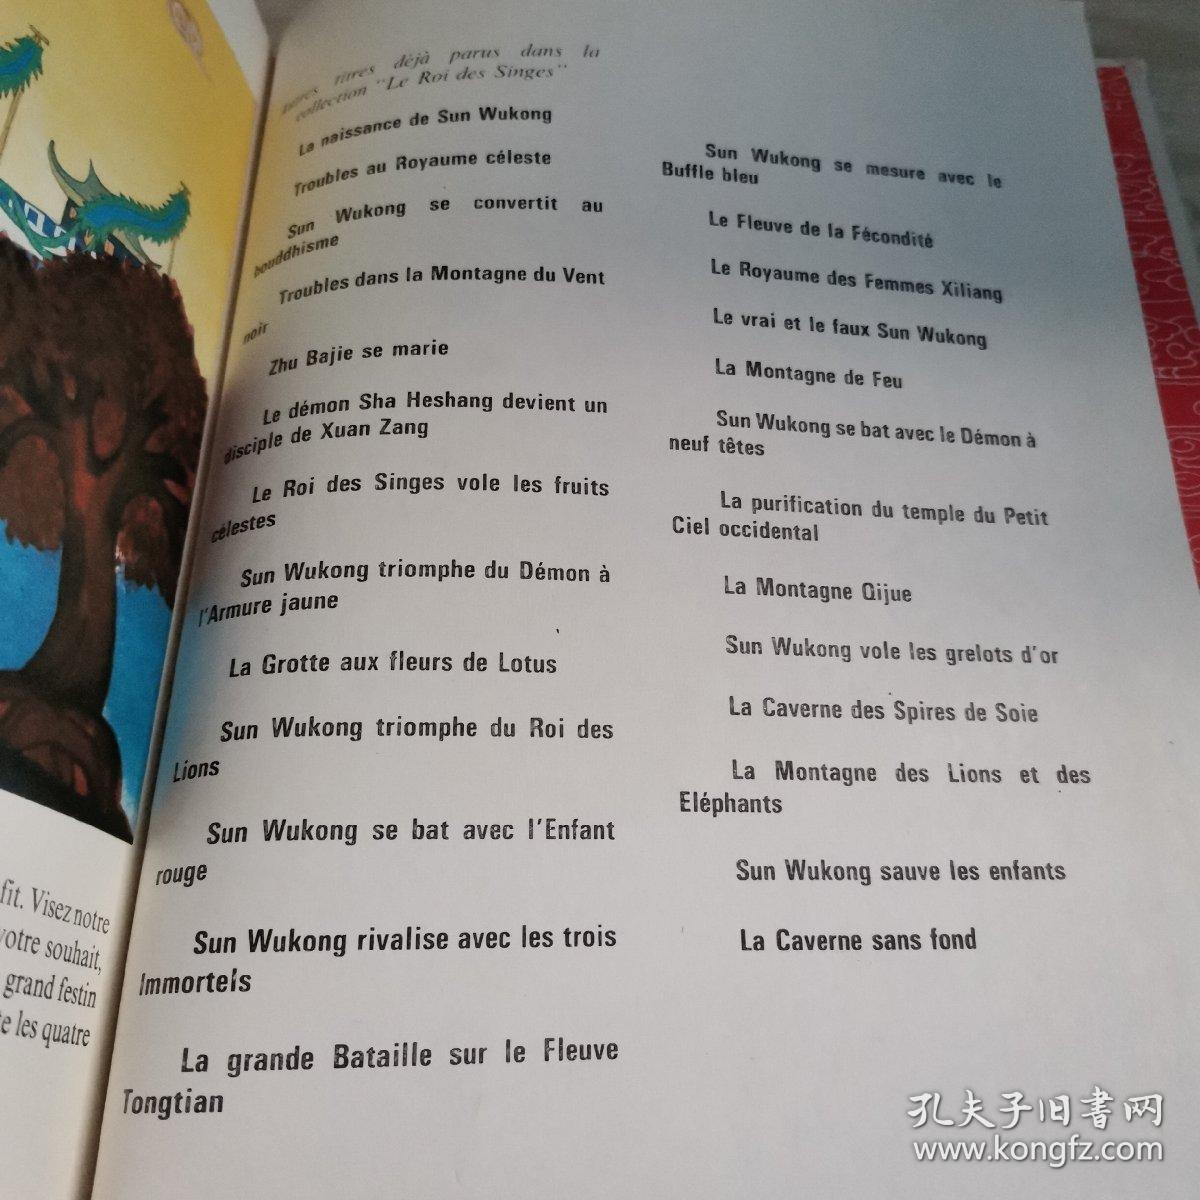 titres déjà parus dans la
collection "Le Roi des Singes"
La naissance de Sun Wukong
Troubles au Royaume céleste
Sun Wukong se convertit au
bouddhisme
Troubles dans la Montagne du Vent
noir
Zhu Bajie se marie
Le démon Sha Heshang devient un
disciple de Xuan Zang
Le Roi des Singes vole les fruits
célestes
Sun Wukong triomphe du Démon à
l'Armure jaune
La Grotte aux fleurs de Lotus
Sun Wukong triomphe du Roi des
Lions
Sun Wukong se bat avec l'Enfant
rouge
Sun Wukong rivalise avec les trois
Immortels
La grande Bataille sur le Fleuve
Tongtian
Sun Wukong se mesure avec le
Buffle bleu
Le Fleuve de la Fécondité
Le Royaume des Femmes Xiliang
Le vrai et le faux Sun Wukong
La Montagne de Feu
Sun Wukong se bat avec le Démon à
neuf têtes
La purification du temple du Petit
Ciel occidental
La Montagne Qijue
Sun Wukong vole les grelots d'or
La Caverne des Spires de Soie
La Montagne des Lions et des
Eléphants
Sun Wukong sauve les enfants
La Caverne sans fond
fit. Visez notre
votre souhait,
grand festin
les quatre
孔夫子旧书网
www.kongfz.com